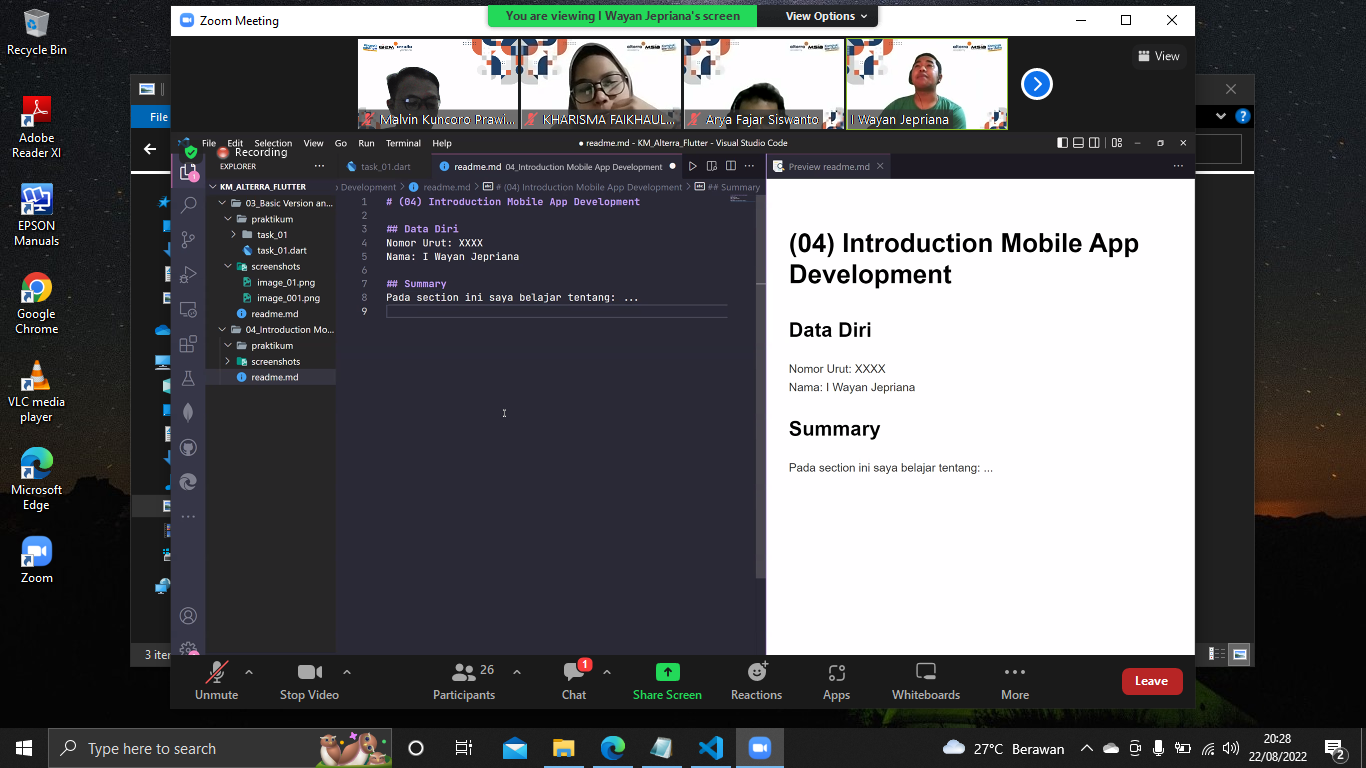 Recycle Bin
Adobe
Reader XI
EPSON
Manuals
Google
Chrome
VLC media
player
Microsoft
Edge
Zoom
File
3 iter
Zoom Meeting
You are viewing I Wayan Jepriana's screen
View Options
View
Malvin Kuncoro Prawi...
KHARISMA FAIKHAUL...
Arya Fajar Siswanto
I Wayan Jepriana
File Edit Selection View Go Run Terminal Help
● readme.md - KM_Alterra_Flutter - Visual Studio Code
Recording
EXPLORER
KM_ALTERRA_FLUTTER
03_Basic Version an...
praktikum
task_01
task_01.dart
screenshots
image_01.png
image_001.png
readme.md
04_Introduction Mo...
praktikum
screenshots
readme.md
task_01.dart
readme.md 04_Introduction Mobile App Development
Development > readme.md > # (04) Introduction Mobile App Development > ## Summary
1 # (04) Introduction Mobile App Development
2
3 ## Data Diri
4 Nomor Urut: XXXX
5 Nama: I Wayan Jepriana
6
7 ## Summary
8 Pada section ini saya belajar tentang: ...
9
Preview readme.md
(04) Introduction Mobile App
Development
Data Diri
Nomor Urut: XXXX
Nama: I Wayan Jepriana
Summary
Pada section ini saya belajar tentang: ...
Unmute
Stop Video
Participants
26
Chat
1
Share Screen
Reactions
Apps
Whiteboards
More
Leave
Type here to search
27°C Berawan
20:28
22/08/2022
2